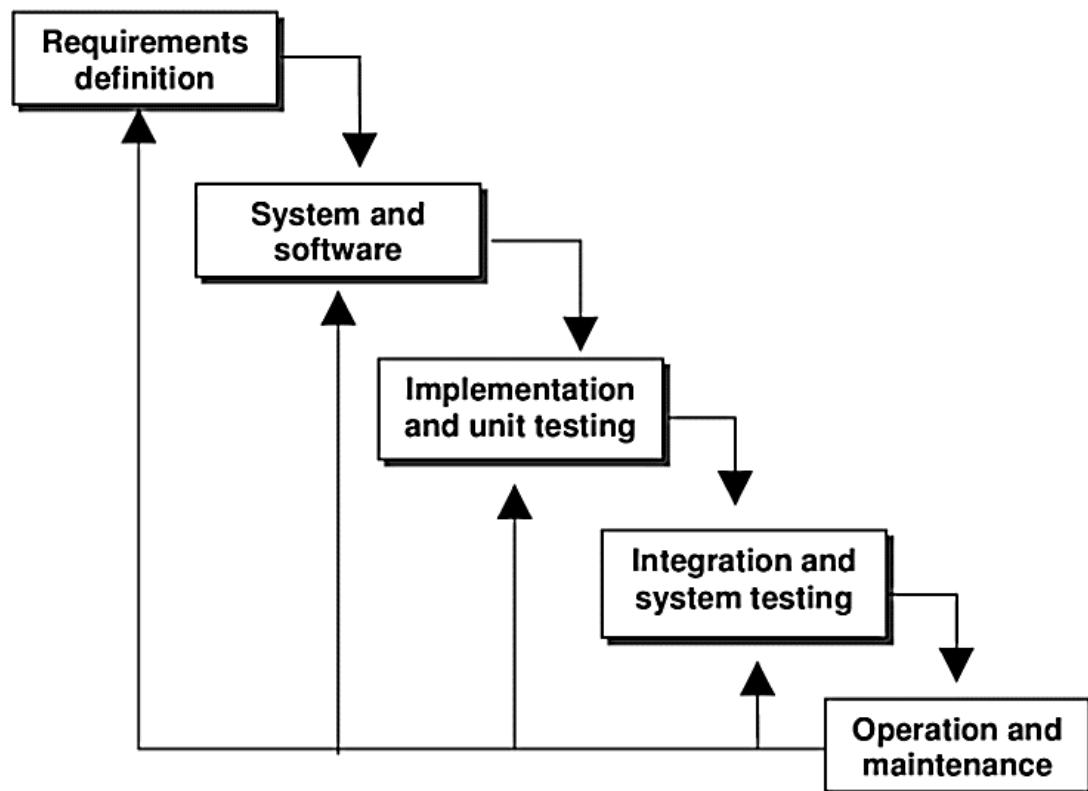 Requirements
definition
System and
software
Implementation
and unit testing
Integration and
system testing
Operation and
maintenance